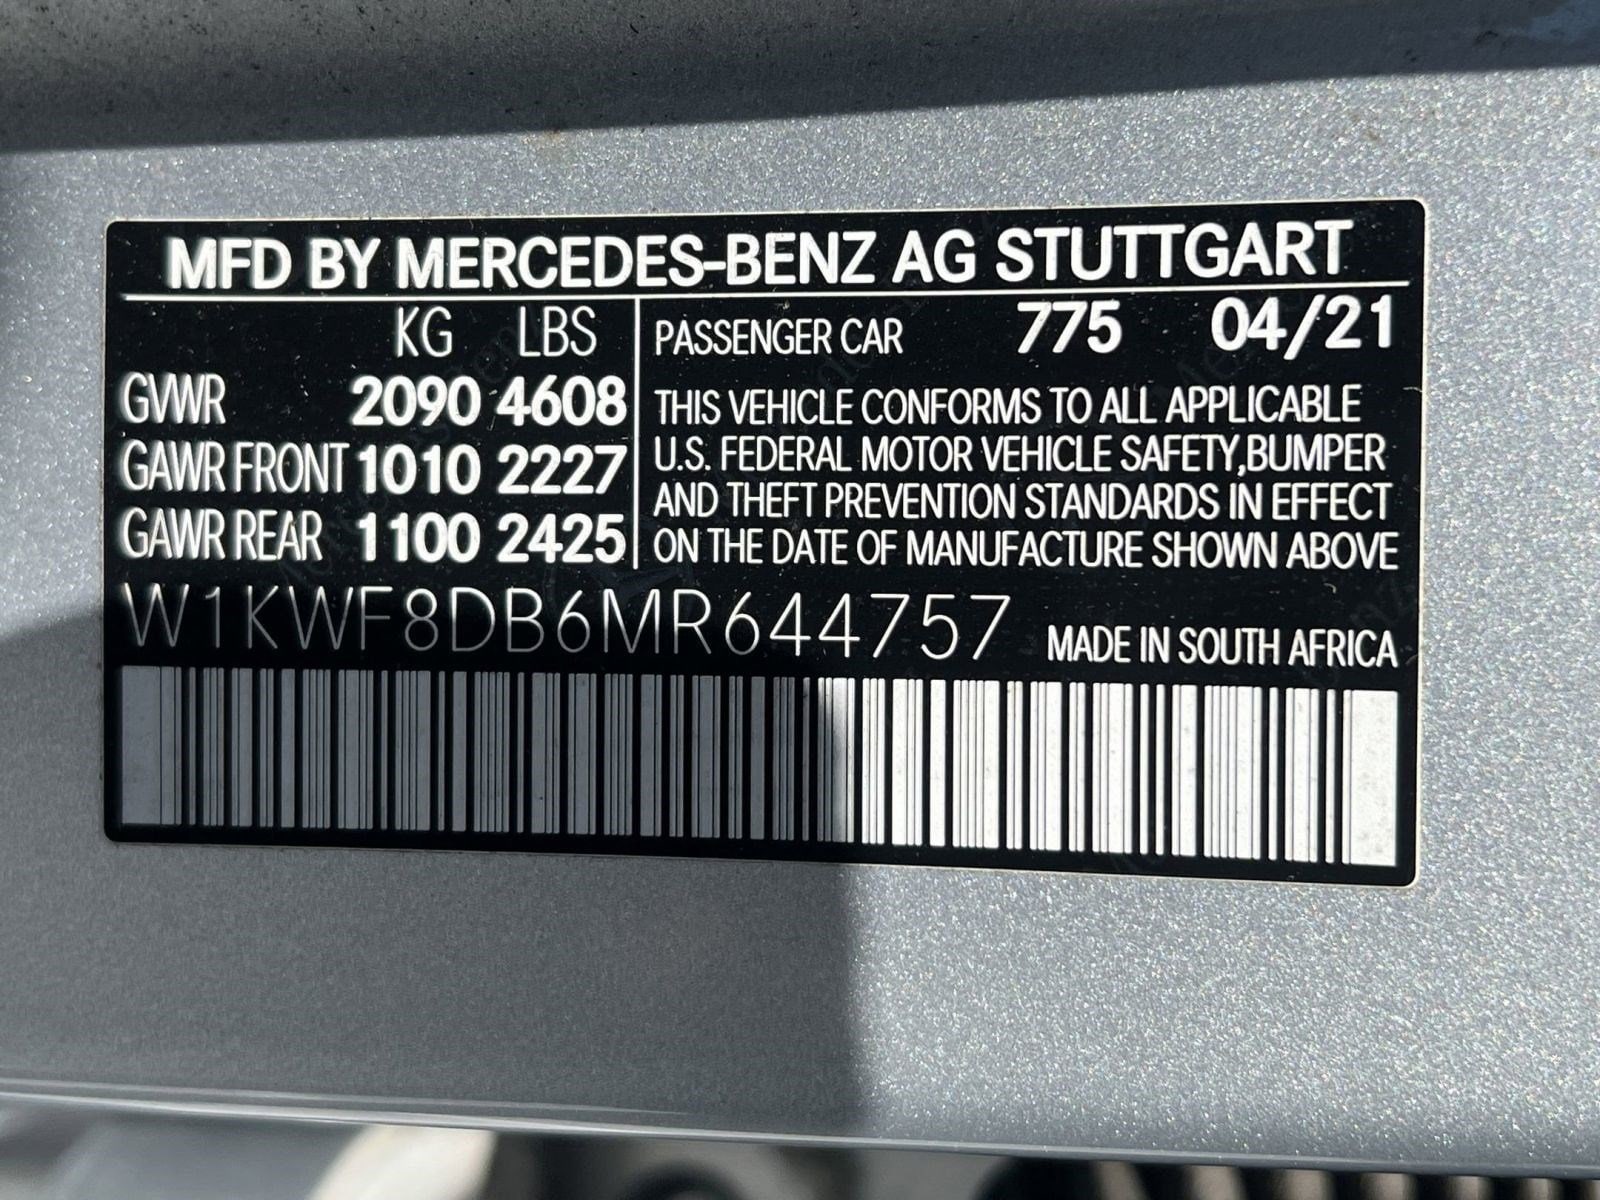 MFD BY MERCEDES-BENZ AG STUTTGART
KG LBS
GVWR 2090 4608
GAWR FRONT 1010 2227
GAWR REAR 1100 2425
PASSENGER CAR 775 04/21
THIS VEHICLE CONFORMS TO ALL APPLICABLE
U.S. FEDERAL MOTOR VEHICLE SAFETY,BUMPER
AND THEFT PREVENTION STANDARDS IN EFFECT
ON THE DATE OF MANUFACTURE SHOWN ABOVE
W1KWF8DB6MR644757 MADE IN SOUTH AFRICA